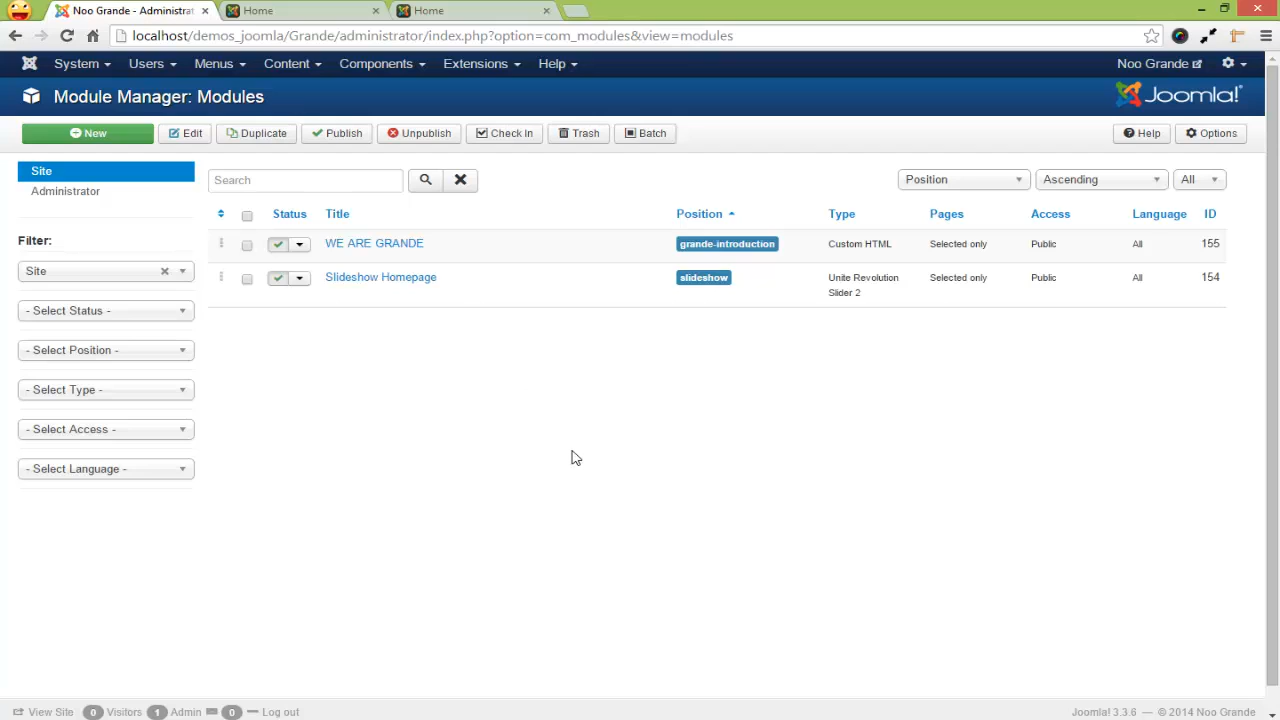 Noo Grande - Administrat
Home
Home
localhost/demos_joomla/Grande/administrator/index.php?option=com_modules&view=modules
System Users Menus Content Components Extensions Help Noo Grande
Module Manager: Modules
Joomla!
New Edit Duplicate Publish Unpublish Check In Trash Batch Help Options
Site
Administrator
Filter:
Site
- Select Status -
- Select Position -
- Select Type -
- Select Access -
- Select Language -
Search Position Ascending All
Status Title Position Type Pages Access Language ID
WE ARE GRANDE grande-introduction Custom HTML Selected only Public All 155
Slideshow Homepage slideshow Unite Revolution Slider 2 Selected only Public All 154
View Site 0 Visitors 1 Admin 0 Log out Joomla! 3.3.6 — © 2014 Noo Grande